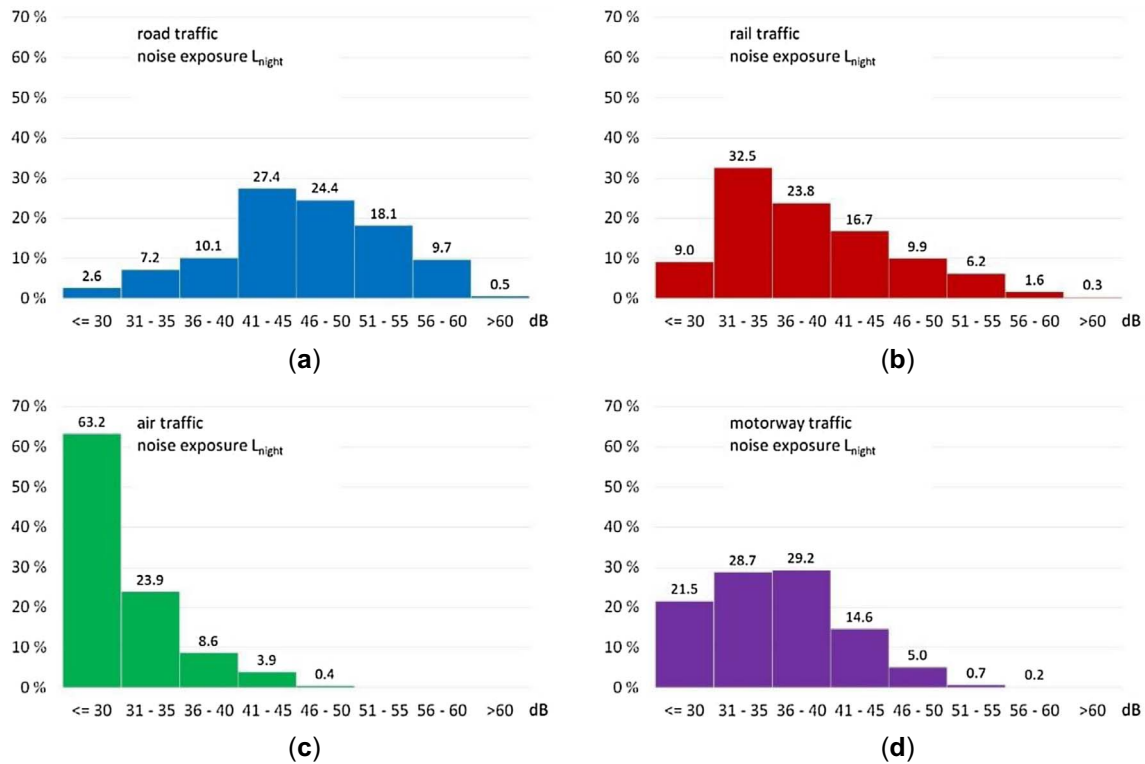 70 %
60 %
50 %
40 %
30 %
20 %
10 %
0 %
road traffic
noise exposure Lnight
2.6 7.2 10.1 27.4 24.4 18.1 9.7 0.5
<= 30 31 - 35 36 - 40 41 - 45 46 - 50 51 - 55 56 - 60 >60 dB
(a)
70 %
60 %
50 %
40 %
30 %
20 %
10 %
0 %
rail traffic
noise exposure Lnight
9.0 32.5 23.8 16.7 9.9 6.2 1.6 0.3
<= 30 31 - 35 36 - 40 41 - 45 46 - 50 51 - 55 56 - 60 >60 dB
(b)
70 %
60 %
50 %
40 %
30 %
20 %
10 %
0 %
air traffic
noise exposure Lnight
63.2 23.9 8.6 3.9 0.4
<= 30 31 - 35 36 - 40 41 - 45 46 - 50 51 - 55 56 - 60 >60 dB
(c)
70 %
60 %
50 %
40 %
30 %
20 %
10 %
0 %
motorway traffic
noise exposure Lnight
21.5 28.7 29.2 14.6 5.0 0.7 0.2
<= 30 31 - 35 36 - 40 41 - 45 46 - 50 51 - 55 56 - 60 >60 dB
(d)